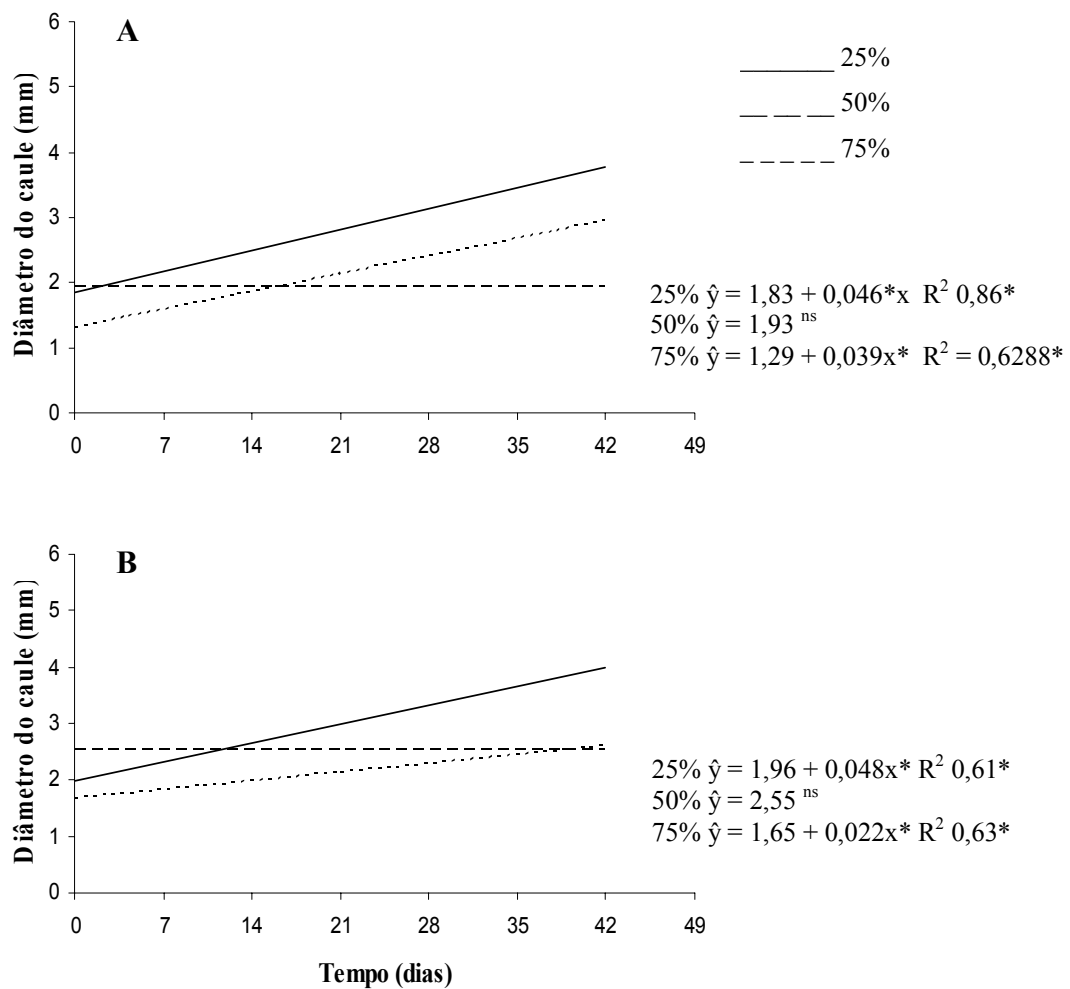 A
Diâmetro do caule (mm)
6
5
4
3
2
1
0
0 7 14 21 28 35 42 49
25%
50%
75%
25% ŷ = 1,83 + 0,046*x R² 0,86*
50% ŷ = 1,93 ns
75% ŷ = 1,29 + 0,039x* R² = 0,6288*
B
Diâmetro do caule (mm)
6
5
4
3
2
1
0
0 7 14 21 28 35 42 49
25% ŷ = 1,96 + 0,048x* R² 0,61*
50% ŷ = 2,55 ns
75% ŷ = 1,65 + 0,022x* R² 0,63*
Tempo (dias)